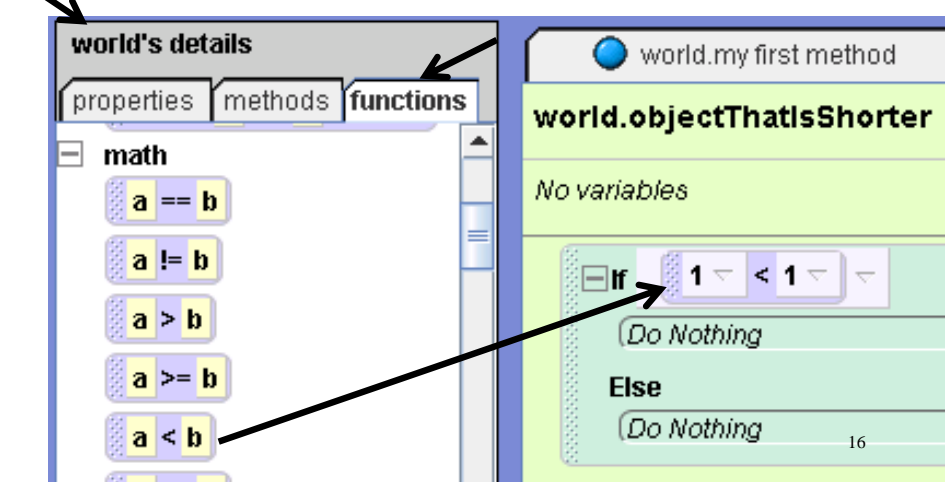 world's details
properties methods functions
math
a == b
a != b
a > b
a >= b
a < b
world.my first method
world.objectThatIsShorter
No variables
If 1 < 1
Do Nothing
Else
Do Nothing
16